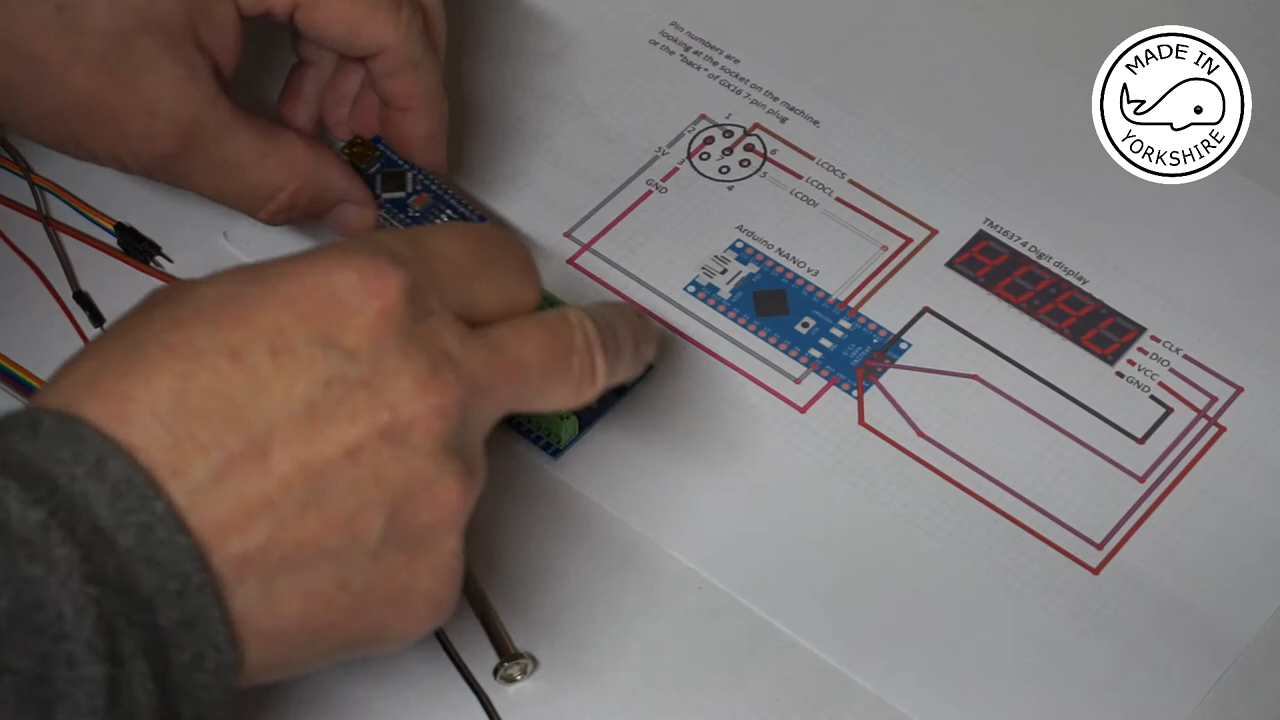 MADE IN
YORKSHIRE
Pin numbers are
looking at the socket on the machine,
or the "back" of GX16 7-pin plug
1
2
5V
3
GND
7
6
5
4
LCDCS
LCDCL
LCDDI
Arduino NANO v3
TM1637 4 Digit display
CLK
DIO
VCC
GND